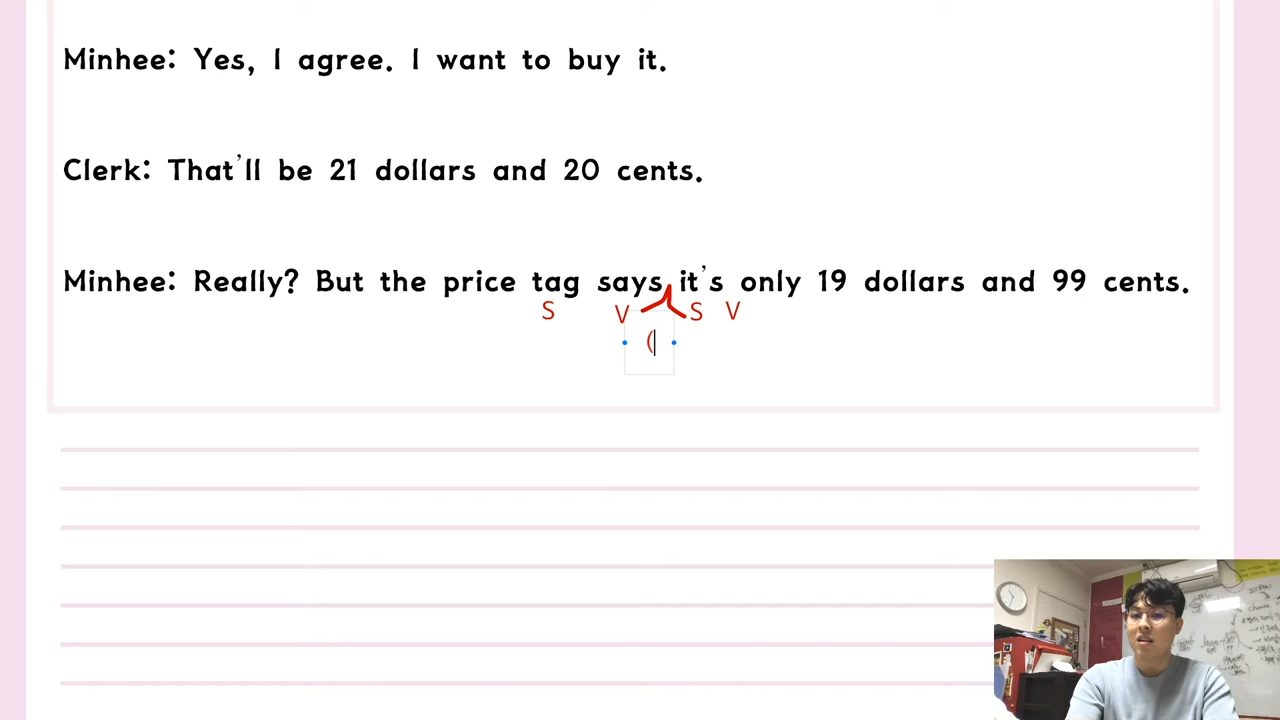 Minhee: Yes, I agree. I want to buy it.
Clerk: That'll be 21 dollars and 20 cents.
Minhee: Really? But the price tag says it's only 19 dollars and 99 cents.
S V S V
(